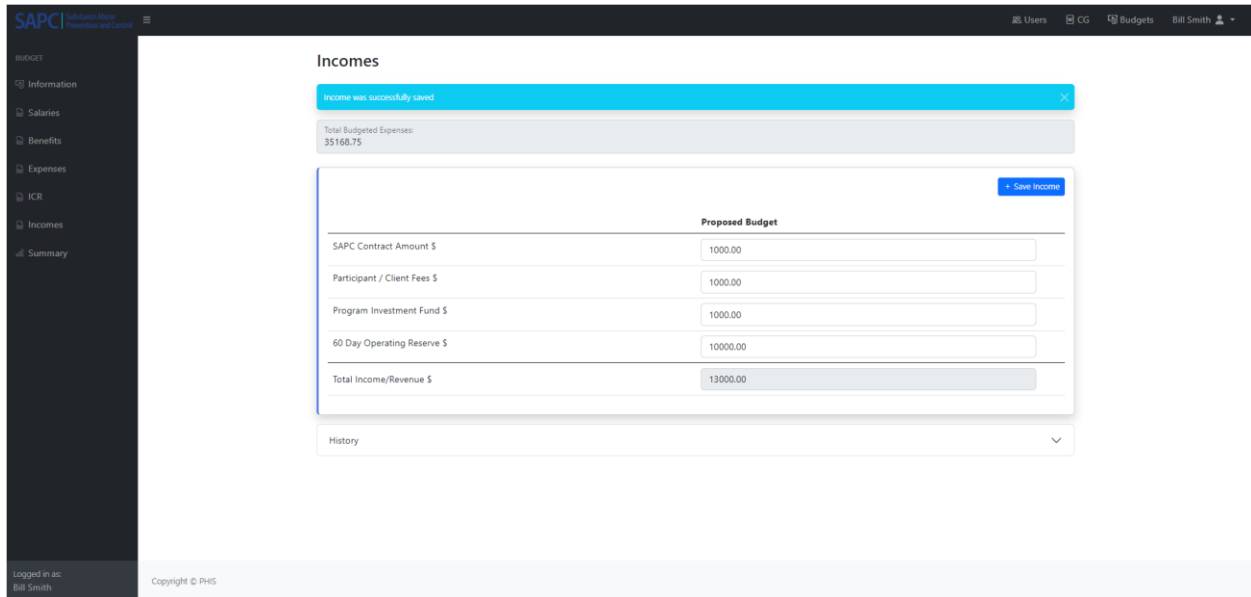 SAPC Substance Abuse
Prevention and Control
Users CG Budgets Bill Smith
BUDGET
Information
Salaries
Benefits
Expenses
ICR
Incomes
Summary
Logged in as:
Bill Smith
Incomes
Income was successfully saved
Total Budgeted Expenses:
35168.75
+ Save Income
Proposed Budget
SAPC Contract Amount $ 1000.00
Participant / Client Fees $ 1000.00
Program Investment Fund $ 1000.00
60 Day Operating Reserve $ 10000.00
Total Income/Revenue $ 13000.00
History
Copyright © PHIS